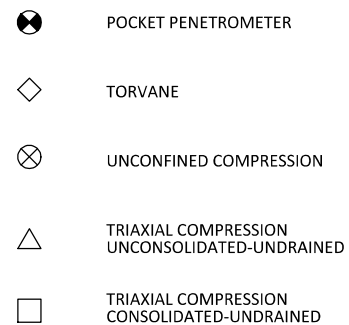 POCKET PENETROMETER
TORVANE
UNCONFINED COMPRESSION
TRIAXIAL COMPRESSION
UNCONSOLIDATED-UNDRAINED
TRIAXIAL COMPRESSION
CONSOLIDATED-UNDRAINED